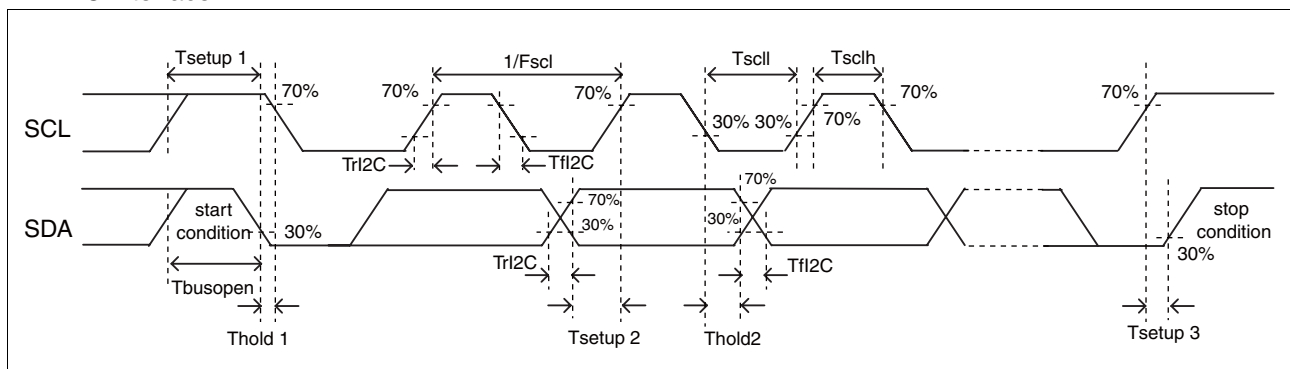 Tsetup 1
1/Fscl
Tscll
Tsclh
70%
70%
70%
70%
70%
70%
30%
30%
SCL
TrI2C
TfI2C
70%
70%
30%
30%
SDA
start
condition
30%
stop
condition
30%
TrI2C
TfI2C
Tbusopen
Thold 1
Tsetup 2
Thold2
Tsetup 3